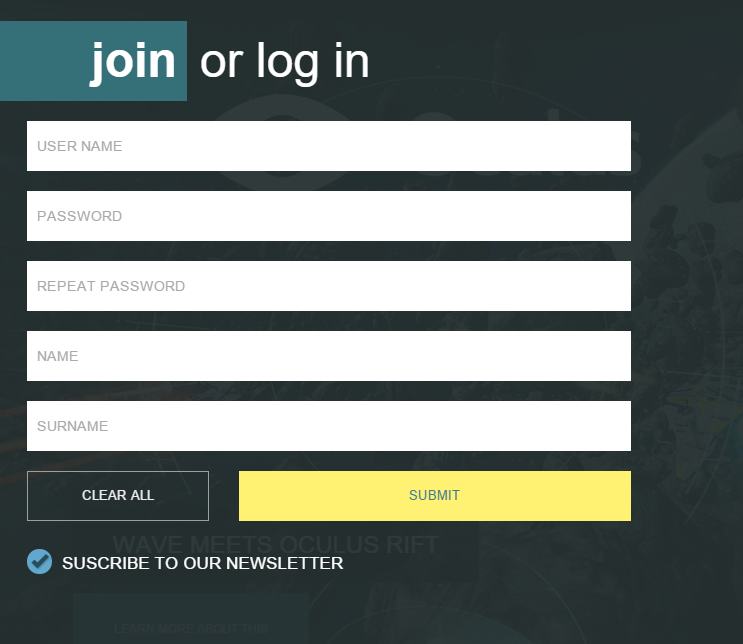 join or log in
USER NAME
PASSWORD
REPEAT PASSWORD
NAME
SURNAME
CLEAR ALL SUBMIT
WAVE MEETS OCULUS RIFT
SUSCRIBE TO OUR NEWSLETTER
LEARN MORE ABOUT THIS